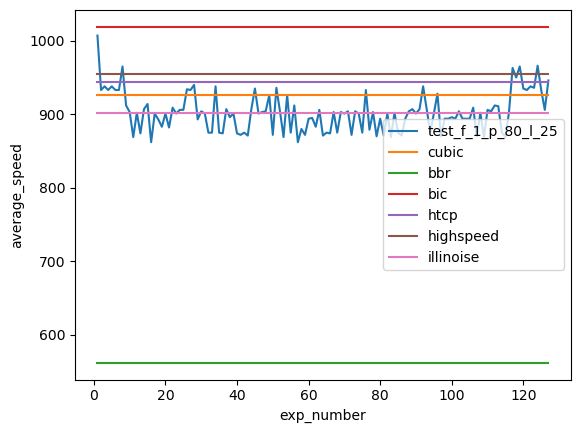 1000
900
800
700
600
average_speed
0
20
40
60
80
100
120
exp_number
test_f_1_p_80_l_25
cubic
bbr
bic
htcp
highspeed
illinoise